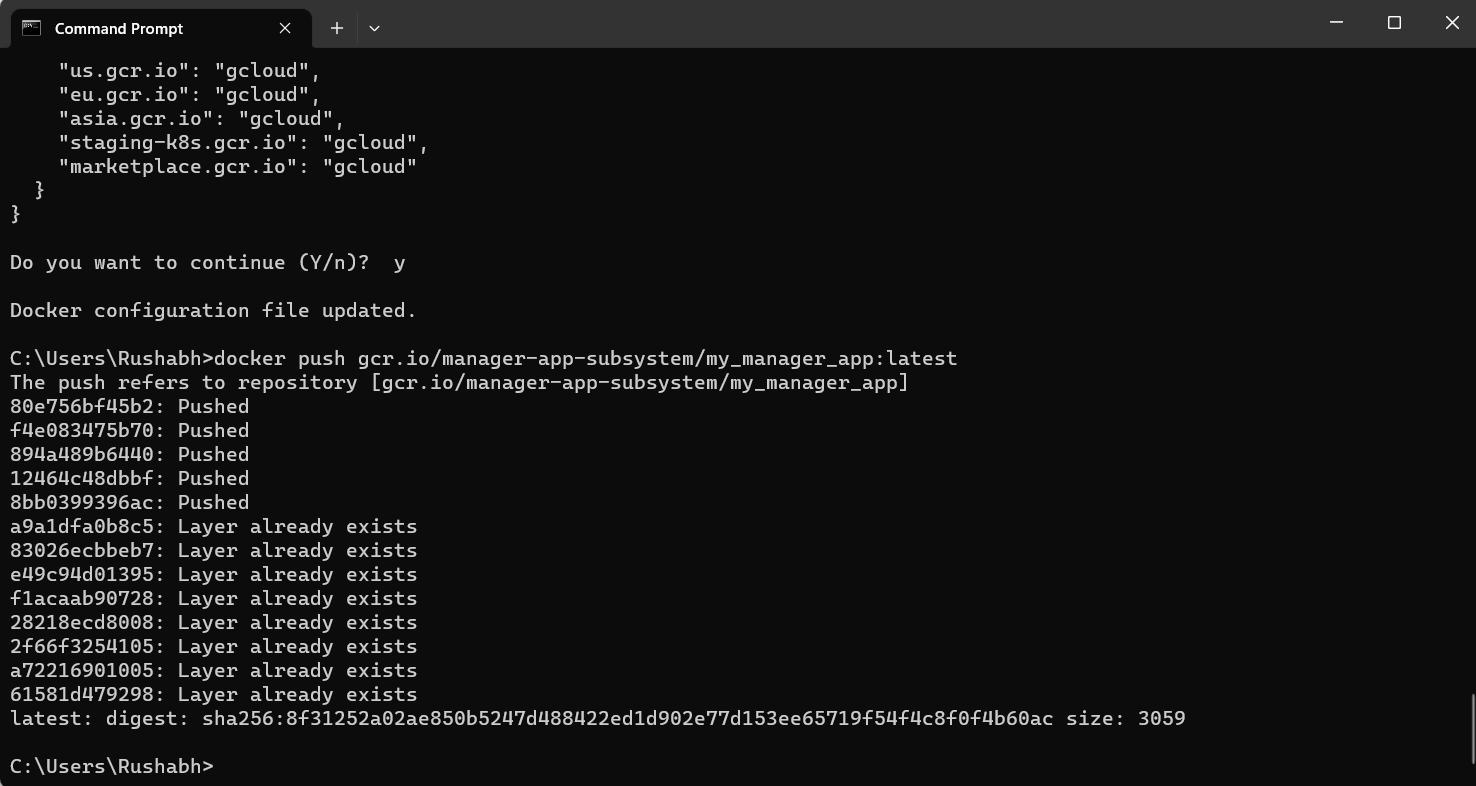 Command Prompt
"us.gcr.io": "gcloud",
"eu.gcr.io": "gcloud",
"asia.gcr.io": "gcloud",
"staging-k8s.gcr.io": "gcloud",
"marketplace.gcr.io": "gcloud"
}
}
Do you want to continue (Y/n)?  y
Docker configuration file updated.
C:\Users\Rushabh>docker push gcr.io/manager-app-subsystem/my_manager_app:latest
The push refers to repository [gcr.io/manager-app-subsystem/my_manager_app]
80e756bf45b2: Pushed
f4e083475b70: Pushed
894a489b6440: Pushed
12464c48dbbf: Pushed
8bb0399396ac: Pushed
a9a1dfa0b8c5: Layer already exists
83026ecbbeb7: Layer already exists
e49c94d01395: Layer already exists
f1acaab90728: Layer already exists
28218ecd8008: Layer already exists
2f66f3254105: Layer already exists
a72216901005: Layer already exists
61581d479298: Layer already exists
latest: digest: sha256:8f31252a02ae850b5247d488422ed1d902e77d153ee65719f54f4c8f0f4b60ac size: 3059
C:\Users\Rushabh>